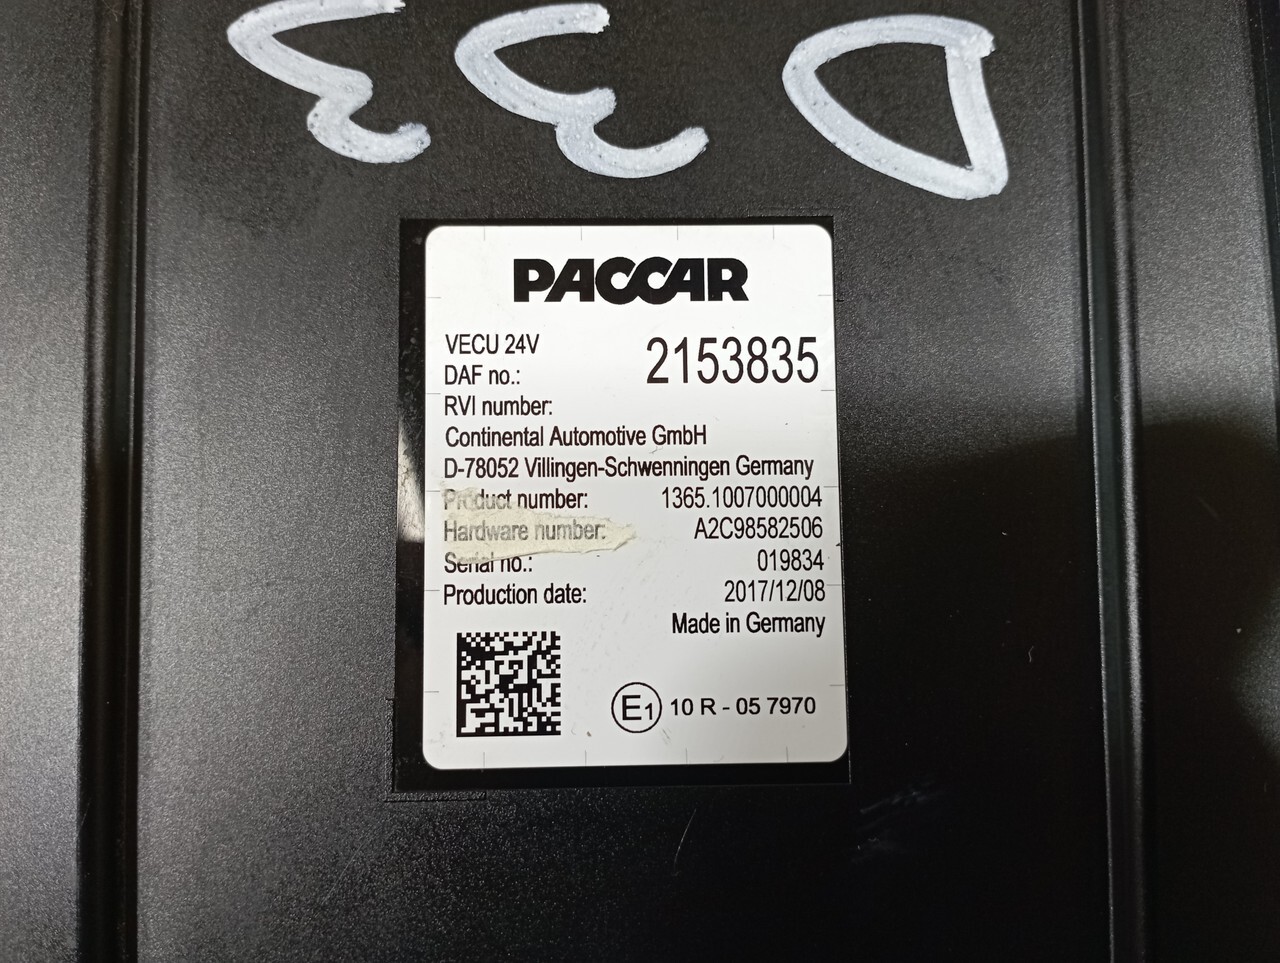 D33
PACCAR
VECU 24V
DAF no.: 2153835
RVI number:
Continental Automotive GmbH
D-78052 Villingen-Schwenningen Germany
Product number: 1365.1007000004
Hardware number: A2C98582506
Serial no.: 019834
Production date: 2017/12/08
Made in Germany
E1 10 R - 05 7970